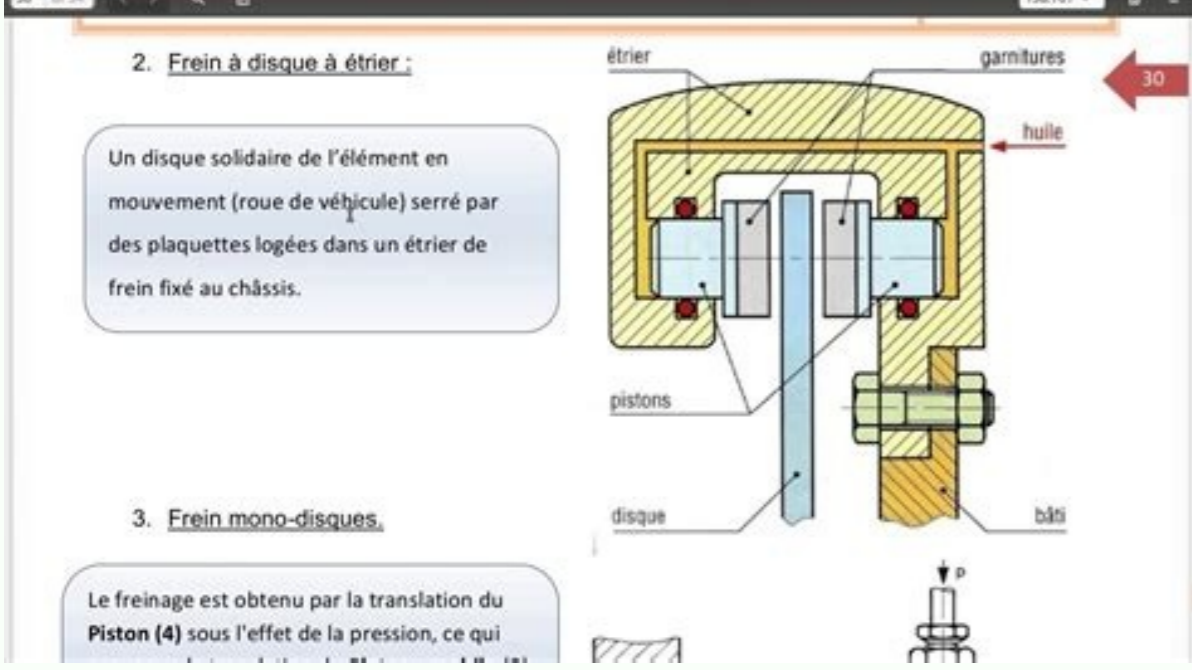 2. Frein à disque à étrier :
Un disque solidaire de l'élément en
mouvement (roue de véhicule) serré par
des plaquettes logées dans un étrier de
frein fixé au châssis.
étrier
garnitures
30
huile
pistons
disque
bâti
3. Frein mono-disques.
Le freinage est obtenu par la translation du
Piston (4) sous l'effet de la pression, ce qui
P